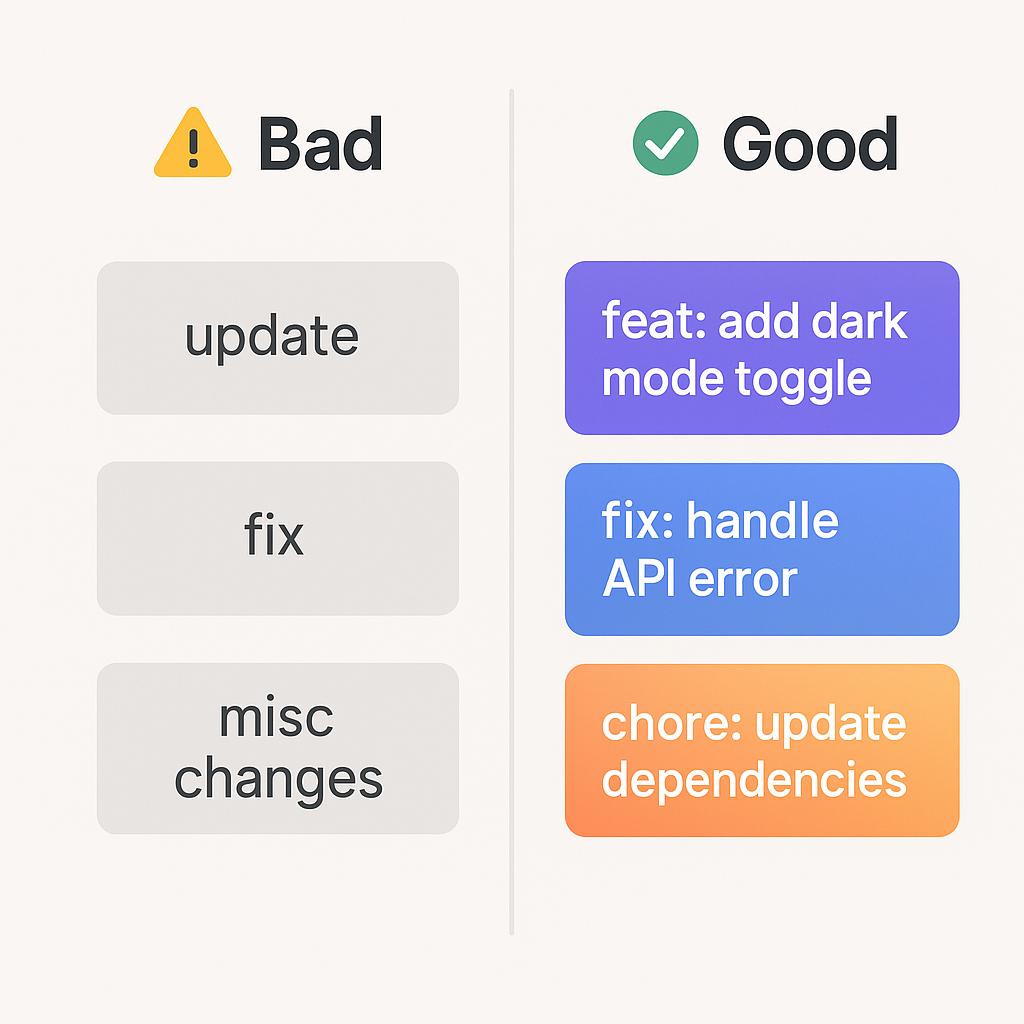 Bad
update
fix
misc
changes
Good
feat: add dark
mode toggle
fix: handle
API error
chore: update
dependencies